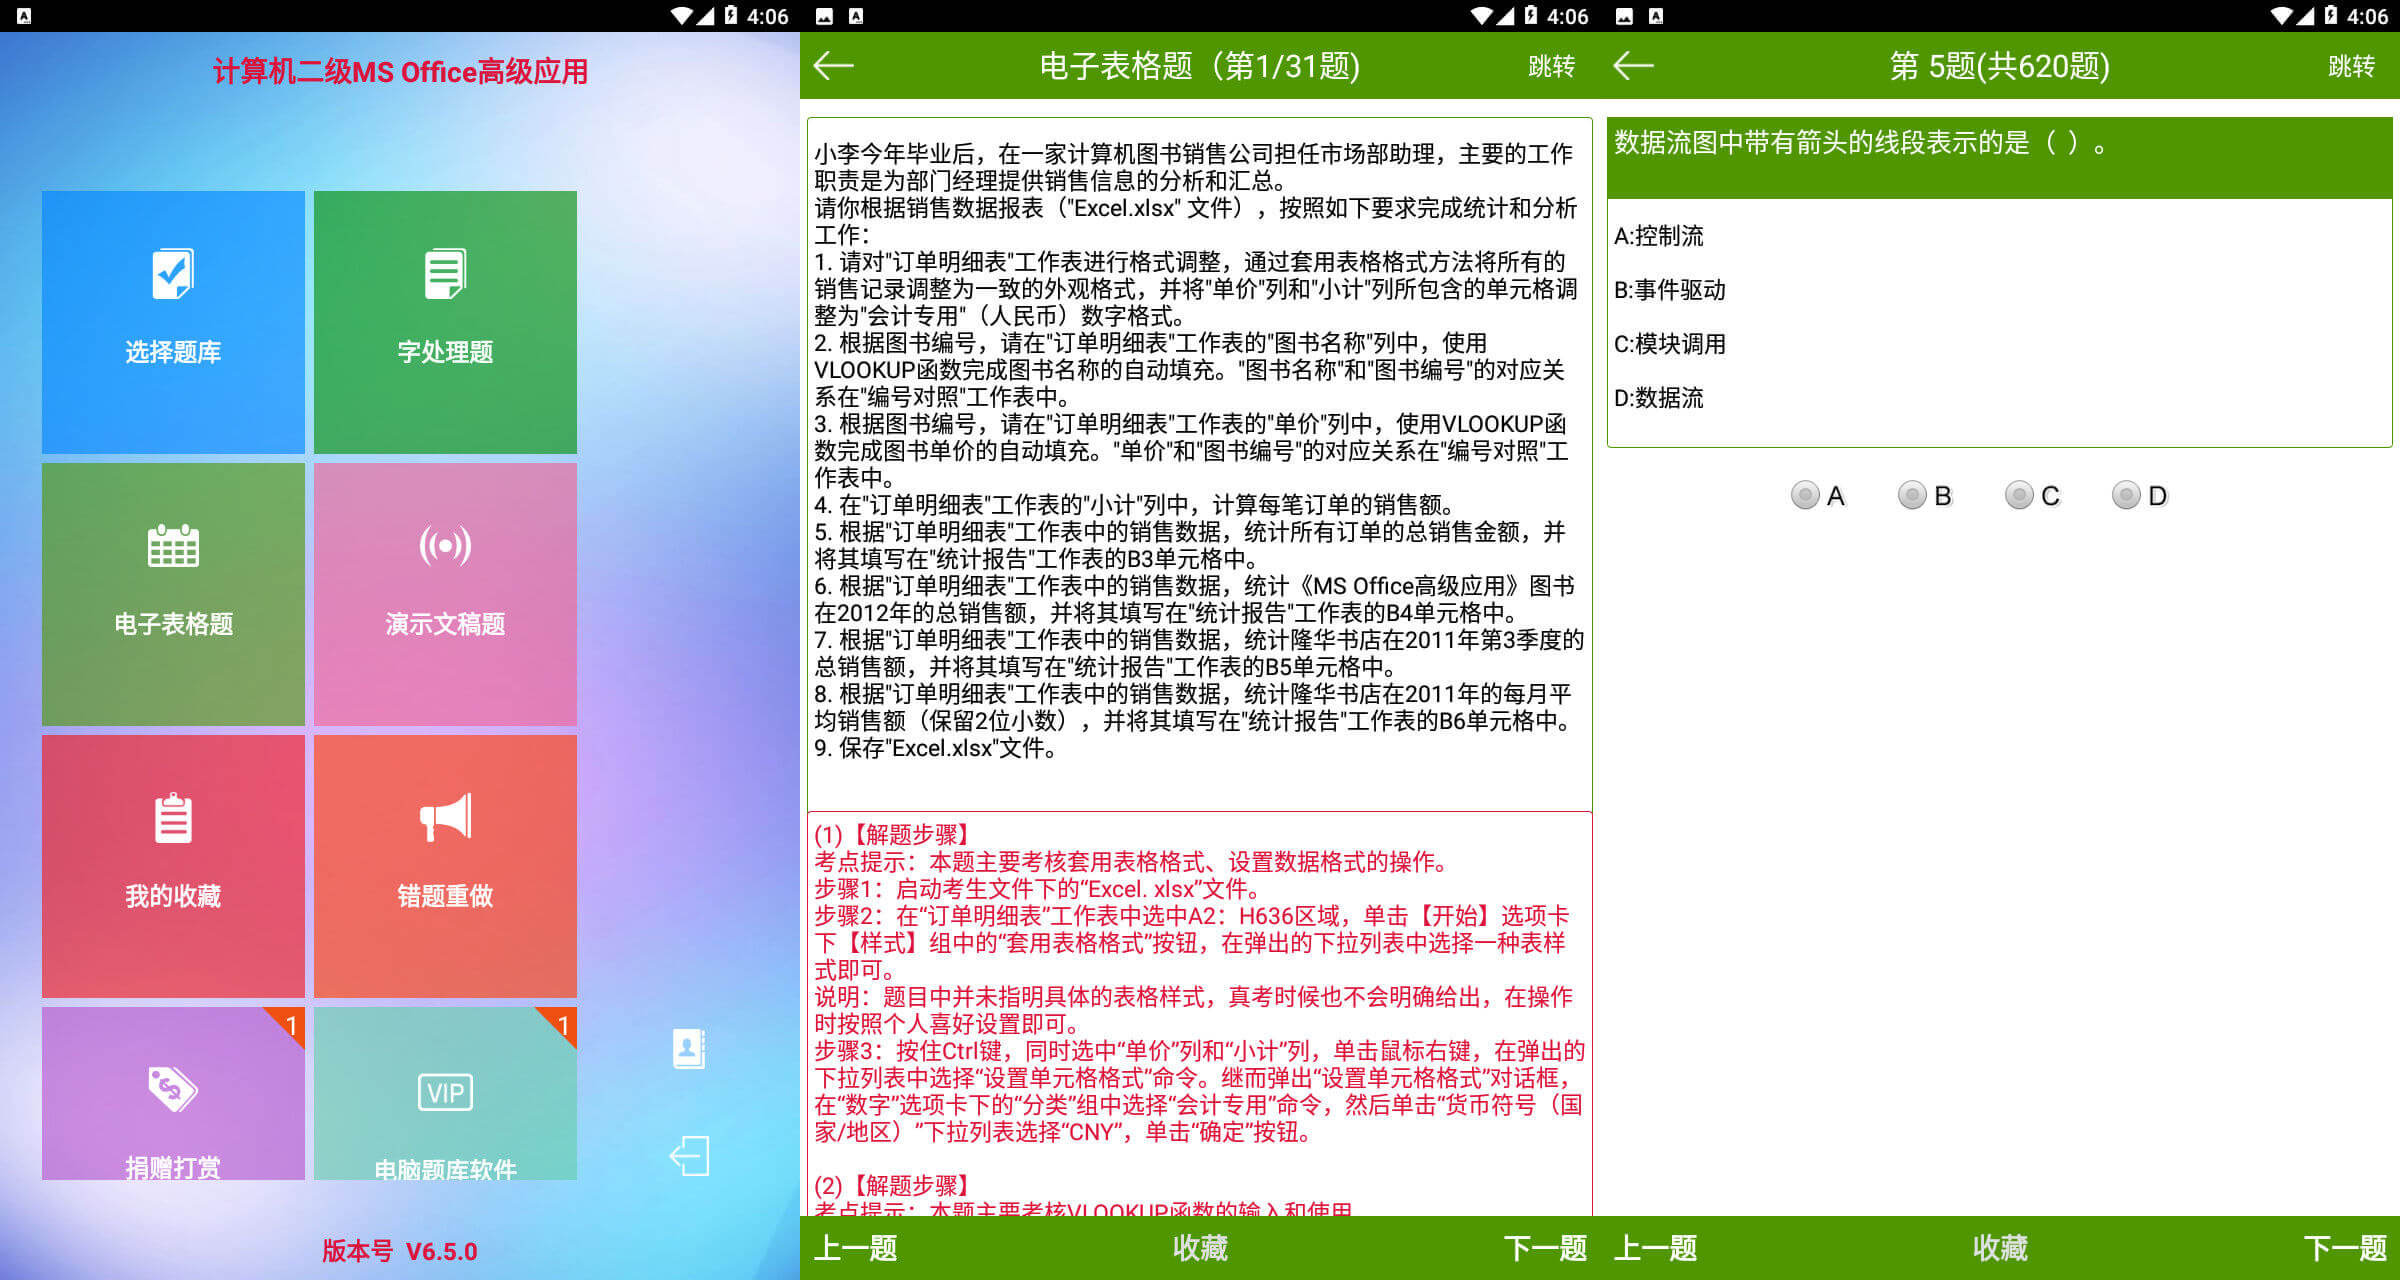 4:06
计算机二级MS Office高级应用
选择题库
字处理题
电子表格题
演示文稿题
我的收藏
错题重做
1
捐赠打赏
1
VIP
电脑题库软件
版本号 V6.5.0
4:06
电子表格题（第1/31题）
跳转
小李今年毕业后，在一家计算机图书销售公司担任市场部助理，主要的工作
职责是为部门经理提供销售信息的分析和汇总。
请你根据销售数据报表（"Excel.xlsx" 文件），按照如下要求完成统计和分析
工作：
1. 请对"订单明细表"工作表进行格式调整，通过套用表格格式方法将所有的
销售记录调整为一致的外观格式，并将"单价"列和"小计"列所包含的单元格调
整为"会计专用"（人民币）数字格式。
2. 根据图书编号，请在"订单明细表"工作表的"图书名称"列中，使用
VLOOKUP函数完成图书名称的自动填充。"图书名称"和"图书编号"的对应关
系在"编号对照"工作表中。
3. 根据图书编号，请在"订单明细表"工作表的"单价"列中，使用VLOOKUP函
数完成图书单价的自动填充。"单价"和"图书编号"的对应关系在"编号对照"工
作表中。
4. 在"订单明细表"工作表的"小计"列中，计算每笔订单的销售额。
5. 根据"订单明细表"工作表中的销售数据，统计所有订单的总销售金额，并
将其填写在"统计报告"工作表的B3单元格中。
6. 根据"订单明细表"工作表中的销售数据，统计《MS Office高级应用》图书
在2012年的总销售额，并将其填写在"统计报告"工作表的B4单元格中。
7. 根据"订单明细表"工作表中的销售数据，统计隆华书店在2011年第3季度的
总销售额，并将其填写在"统计报告"工作表的B5单元格中。
8. 根据"订单明细表"工作表中的销售数据，统计隆华书店在2011年的每月平
均销售额（保留2位小数），并将其填写在"统计报告"工作表的B6单元格中。
9. 保存"Excel.xlsx"文件。
(1)【解题步骤】
考点提示：本题主要考核套用表格格式、设置数据格式的操作。
步骤1：启动考生文件下的“Excel. xlsx”文件。
步骤2：在“订单明细表”工作表中选中A2：H636区域，单击【开始】选项卡
下【样式】组中的“套用表格格式”按钮，在弹出的下拉列表中选择一种表样
式即可。
说明：题目中并未指明具体的表格样式，真考时候也不会明确给出，在操作
时按照个人喜好设置即可。
步骤3：按住Ctrl键，同时选中“单价”列和“小计”列，单击鼠标右键，在弹出的
下拉列表中选择“设置单元格格式”命令。继而弹出“设置单元格格式”对话框，
在“数字”选项卡下的“分类”组中选择“会计专用”命令，然后单击“货币符号（国
家/地区）”下拉列表选择“CNY”，单击“确定”按钮。
(2)【解题步骤】
考点提示：本题主要考核VLOOKUP函数的输入和使用
上一题
收藏
下一题
4:06
第 5题(共620题)
跳转
数据流图中带有箭头的线段表示的是（ ）。
A:控制流
B:事件驱动
C:模块调用
D:数据流
A
B
C
D
上一题
收藏
下一题